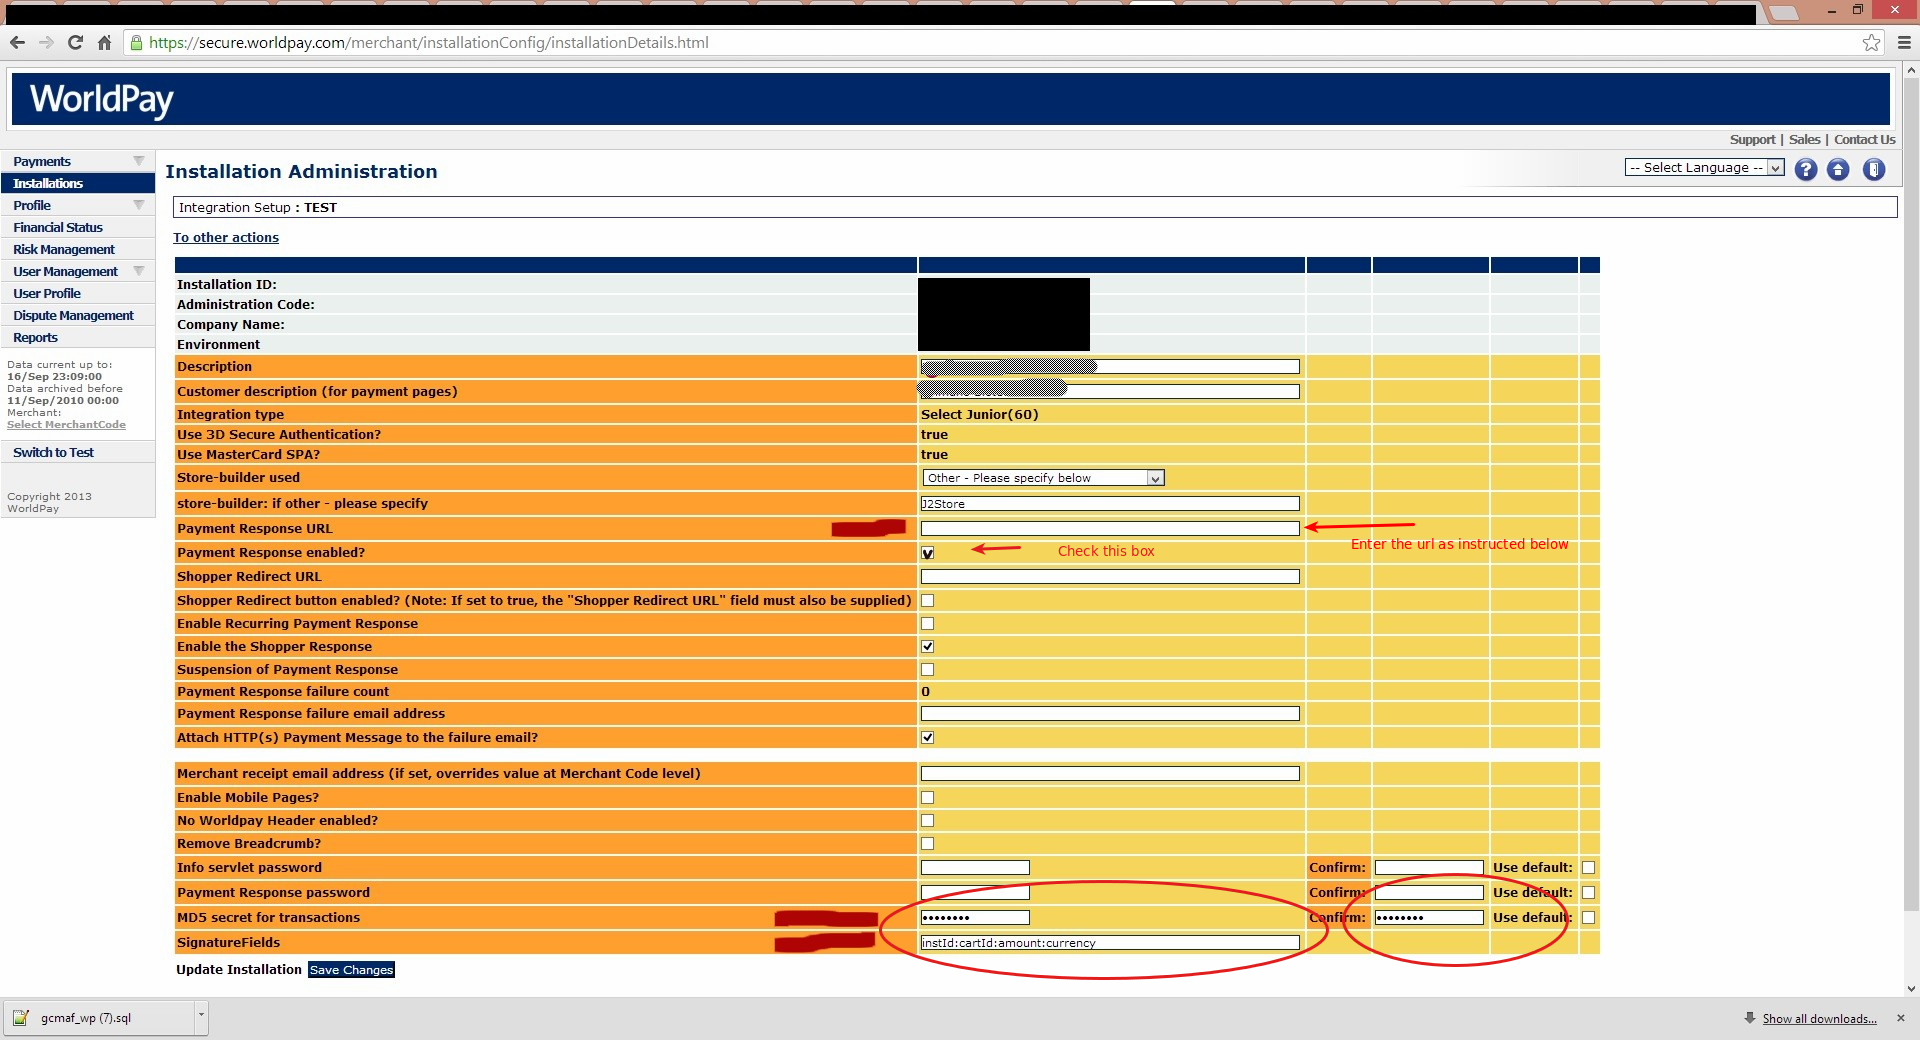 https://secure.worldpay.com/merchant/installationConfig/installationDetails.html
WorldPay
Support | Sales | Contact Us
Payments
Installations
Profile
Financial Status
Risk Management
User Management
User Profile
Dispute Management
Reports
Data current up to:
16/Sep 23:09:00
Data archived before
11/Sep/2010 00:00
Merchant:
Select MerchantCode
Switch to Test
Copyright 2013
WorldPay
Installation Administration
-- Select Language --
?
Integration Setup : TEST
To other actions
Installation ID:
Administration Code:
Company Name:
Environment
Description
Customer description (for payment pages)
Integration type Select Junior(60)
Use 3D Secure Authentication? true
Use MasterCard SPA? true
Store-builder used Other - Please specify below
store-builder: if other - please specify J2Store
Payment Response URL
Enter the url as instructed below
Payment Response enabled? Check this box
Shopper Redirect URL
Shopper Redirect button enabled? (Note: If set to true, the "Shopper Redirect URL" field must also be supplied)
Enable Recurring Payment Response
Enable the Shopper Response
Suspension of Payment Response
Payment Response failure count 0
Payment Response failure email address
Attach HTTP(s) Payment Message to the failure email?
Merchant receipt email address (if set, overrides value at Merchant Code level)
Enable Mobile Pages?
No Worldpay Header enabled?
Remove Breadcrumb?
Info servlet password Confirm: Use default:
Payment Response password Confirm: Use default:
MD5 secret for transactions •••••••• Confirm: •••••••• Use default:
SignatureFields instId:cartId:amount:currency
Update Installation Save Changes
gcmaf_wp (7).sql
Show all downloads...